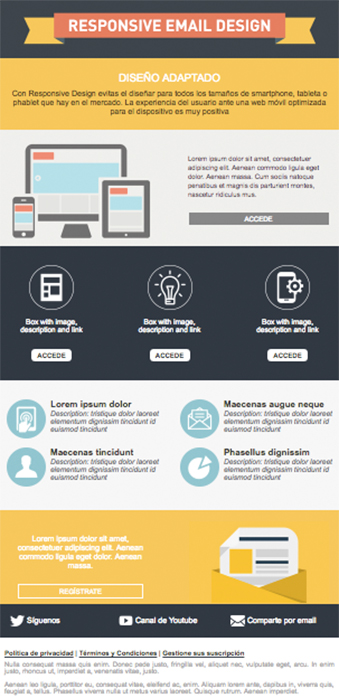 RESPONSIVE EMAIL DESIGN
DISEÑO ADAPTADO
Con Responsive Design evitas el diseñar para todos los tamaños de smartphone, tableta o
phablet que hay en el mercado. La experiencia del usuario ante una web móvil optimizada
para el dispositivo es muy positiva
Lorem ipsum dolor sit amet, consectetuer
adipiscing elit. Aenean commodo ligula eget
dolor. Aenean massa. Cum sociis natoque
penatibus et magnis dis parturient montes,
nascetur ridiculus mus.
ACCEDE
Box with image,
description and link
ACCEDE
Box with image,
description and link
ACCEDE
Box with image,
description and link
ACCEDE
Lorem ipsum dolor
Description: tristique dolor laoreet
elementum dignissim tincidunt id
euismod tincidunt
Maecenas augue neque
Description: tristique dolor laoreet
elementum dignissim tincidunt id
euismod tincidunt
Maecenas tincidunt
Description: tristique dolor laoreet
elementum dignissim tincidunt id
euismod tincidunt
Phasellus dignissim
Description: tristique dolor laoreet
elementum dignissim tincidunt id
euismod tincidunt
Lorem ipsum dolor sit amet,
consectetuer adipiscing elit. Aenean
commodo ligula eget dolor. Aenean
massa.
REGÍSTRATE
Síguenos
Canal de Youtube
Comparte por email
Política de privacidad | Términos y Condiciones | Gestione sus suscripción
Nulla consequat massa quis enim. Donec pede justo, fringilla vel, aliquet nec, vulputate eget, arcu. In enim
justo, rhoncus ut, imperdiet a, venenatis vitae, justo.
Aenean leo ligula, porttitor eu, consequat vitae, eleifend ac, enim. Aliquam lorem ante, dapibus in, viverra quis,
feugiat a, tellus. Phasellus viverra nulla ut metus varius laoreet. Quisque rutrum. Aenean imperdiet.